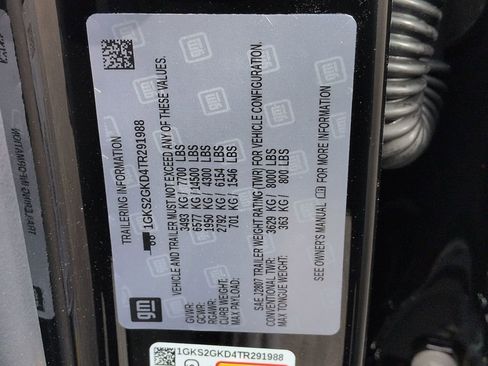 TRAILERING INFORMATION
1GKS2GKD4TR291988
VEHICLE AND TRAILER MUST NOT EXCEED ANY OF THESE VALUES.
GVWR: 3493 KG/ 7700 LBS
GCWR: 6577 KG/14500 LBS
RGAWR: 1950 KG/ 4300 LBS
CURB WEIGHT: 2792 KG/ 6154 LBS
MAX PAYLOAD: 701 KG/ 1546 LBS
SAE J2807 TRAILER WEIGHT RATING (TWR) FOR VEHICLE CONFIGURATION.
CONVENTIONAL TWR: 3629 KG/ 8000 LBS
MAX TONGUE WEIGHT: 363 KG/ 800 LBS
SEE OWNER'S MANUAL FOR MORE INFORMATION
gm
1GKS2GKD4TR291988